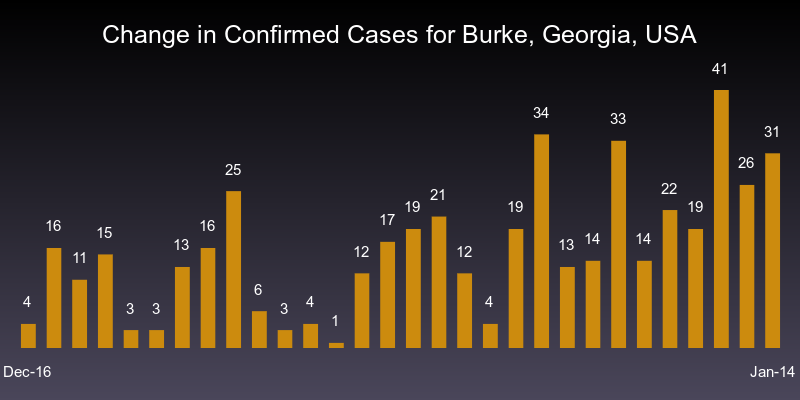 Change in Confirmed Cases for Burke, Georgia, USA
4 16 11 15 3 3 13 16 25 6 3 4 1 12 17 19 21 12 4 19 34 13 14 33 14 22 19 41 26 31
Dec-16 Jan-14